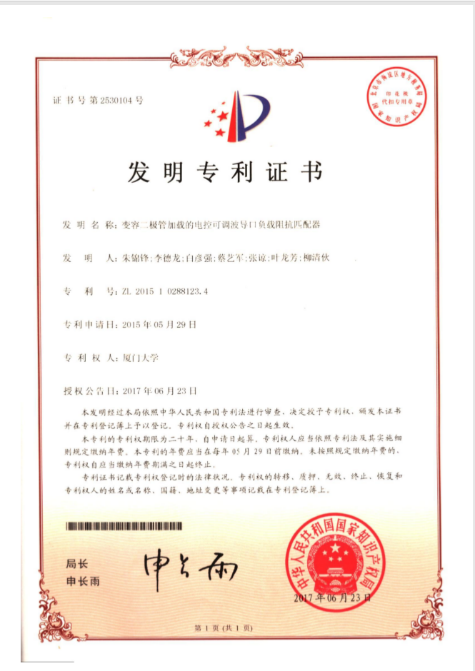 证书号第2530104号
发明专利证书
发明名称：变容二极管加载的电控可调波导口负载阻抗匹配器
发明人：朱锦锋;李德龙;白彦强;蔡艺军;张谅;叶龙芳;柳清伙
专利号：ZL 2015 1 0288123.4
专利申请日：2015年05月29日
专利权人：厦门大学
授权公告日：2017年06月23日
本发明经过本局依照中华人民共和国专利法进行审查，决定授予专利权，颁发本证书
并在专利登记簿上予以登记。专利权自授权公告之日起生效。
本专利的专利权期限为二十年，自申请日起算。专利权人应当依照专利法及其实施细
则规定缴纳年费。本专利的年费应当在每年05月29日前缴纳。未按照规定缴纳年费的，
专利权自应当缴纳年费期满之日起终止。
专利证书记载专利权登记时的法律状况。专利权的转移、质押、无效、终止、恢复和
专利权人的姓名或名称、国籍、地址变更等事项记载在专利登记簿上。
局长
申长雨
申长雨
中华人民共和国国家知识产权局
2017年06月23日
第1页(共1页)